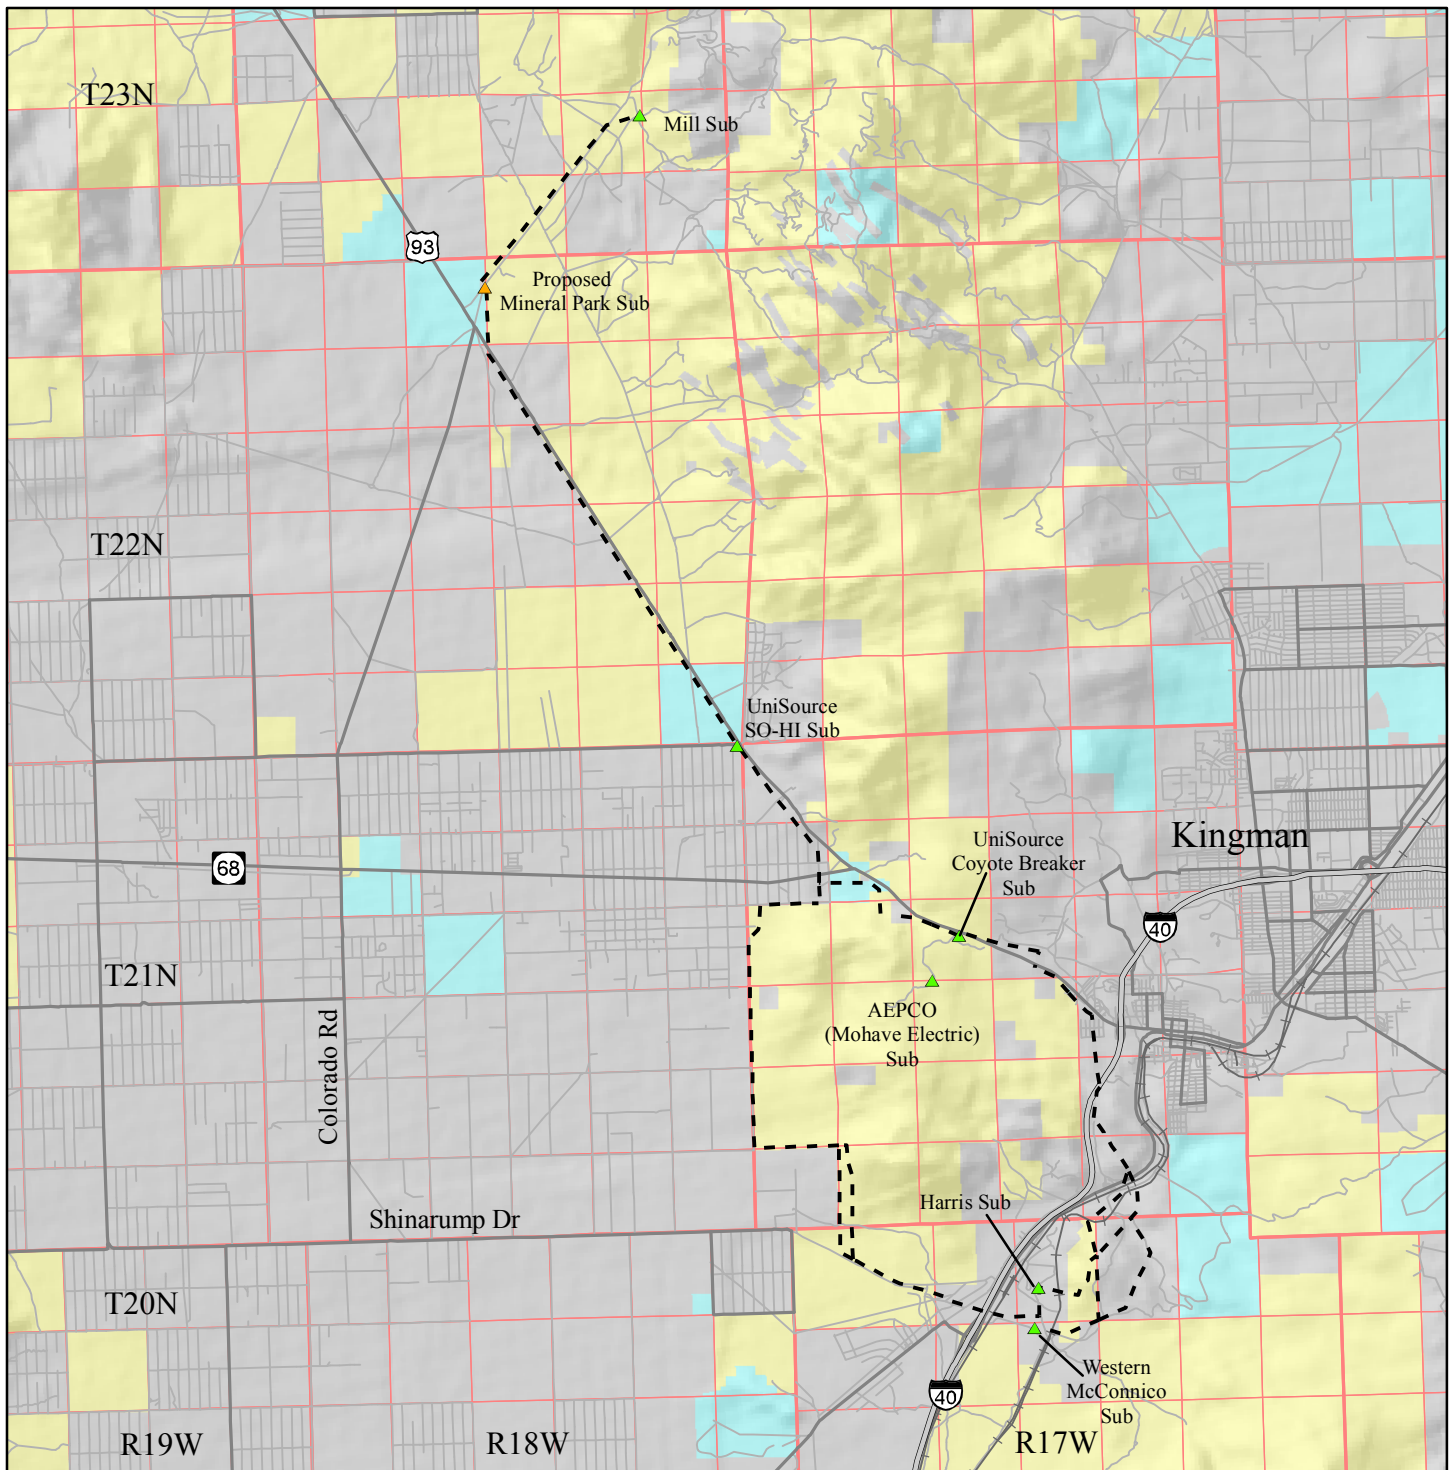 T23N
Mill Sub
93
Proposed
Mineral Park Sub
T22N
UniSource
SO-HI Sub
Kingman
UniSource
Coyote Breaker
Sub
68
40
T21N
AEPCO
(Mohave Electric)
Sub
Colorado Rd
Harris Sub
Shinarump Dr
T20N
Western
McConnico
Sub
40
R19W
R18W
R17W